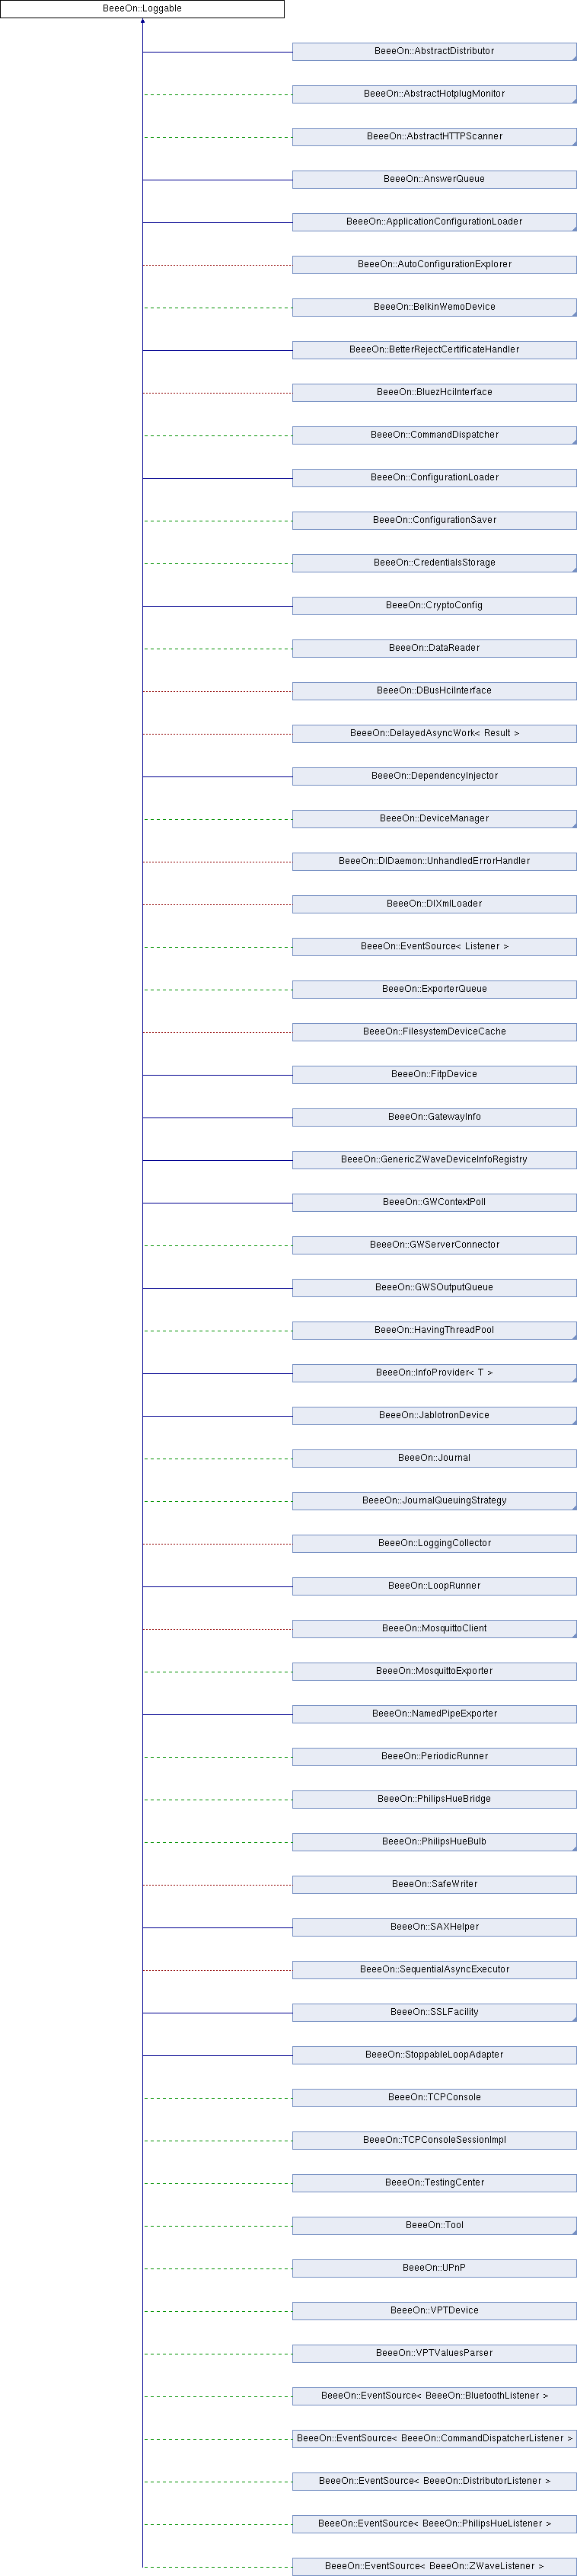 BeeeOn::Loggable
BeeeOn::AbstractDistributor
BeeeOn::AbstractHotplugMonitor
BeeeOn::AbstractHTTPScanner
BeeeOn::AnswerQueue
BeeeOn::ApplicationConfigurationLoader
BeeeOn::AutoConfigurationExplorer
BeeeOn::BelkinWemoDevice
BeeeOn::BetterRejectCertificateHandler
BeeeOn::BluezHciInterface
BeeeOn::CommandDispatcher
BeeeOn::ConfigurationLoader
BeeeOn::ConfigurationSaver
BeeeOn::CredentialsStorage
BeeeOn::CryptoConfig
BeeeOn::DataReader
BeeeOn::DBusHciInterface
BeeeOn::DelayedAsyncWork< Result >
BeeeOn::DependencyInjector
BeeeOn::DeviceManager
BeeeOn::DIDaemon::UnhandledErrorHandler
BeeeOn::DIXmlLoader
BeeeOn::EventSource< Listener >
BeeeOn::ExporterQueue
BeeeOn::FilesystemDeviceCache
BeeeOn::FitpDevice
BeeeOn::GatewayInfo
BeeeOn::GenericZWaveDeviceInfoRegistry
BeeeOn::GWContextPoll
BeeeOn::GWServerConnector
BeeeOn::GWSOutputQueue
BeeeOn::HavingThreadPool
BeeeOn::InfoProvider< T >
BeeeOn::JablotronDevice
BeeeOn::Journal
BeeeOn::JournalQueuingStrategy
BeeeOn::LoggingCollector
BeeeOn::LoopRunner
BeeeOn::MosquittoClient
BeeeOn::MosquittoExporter
BeeeOn::NamedPipeExporter
BeeeOn::PeriodicRunner
BeeeOn::PhilipsHueBridge
BeeeOn::PhilipsHueBulb
BeeeOn::SafeWriter
BeeeOn::SAXHelper
BeeeOn::SequentialAsyncExecutor
BeeeOn::SSLFacility
BeeeOn::StoppableLoopAdapter
BeeeOn::TCPConsole
BeeeOn::TCPConsoleSessionImpl
BeeeOn::TestingCenter
BeeeOn::Tool
BeeeOn::UPnP
BeeeOn::VPTDevice
BeeeOn::VPTValuesParser
BeeeOn::EventSource< BeeeOn::BluetoothListener >
BeeeOn::EventSource< BeeeOn::CommandDispatcherListener >
BeeeOn::EventSource< BeeeOn::DistributorListener >
BeeeOn::EventSource< BeeeOn::PhilipsHueListener >
BeeeOn::EventSource< BeeeOn::ZWaveListener >